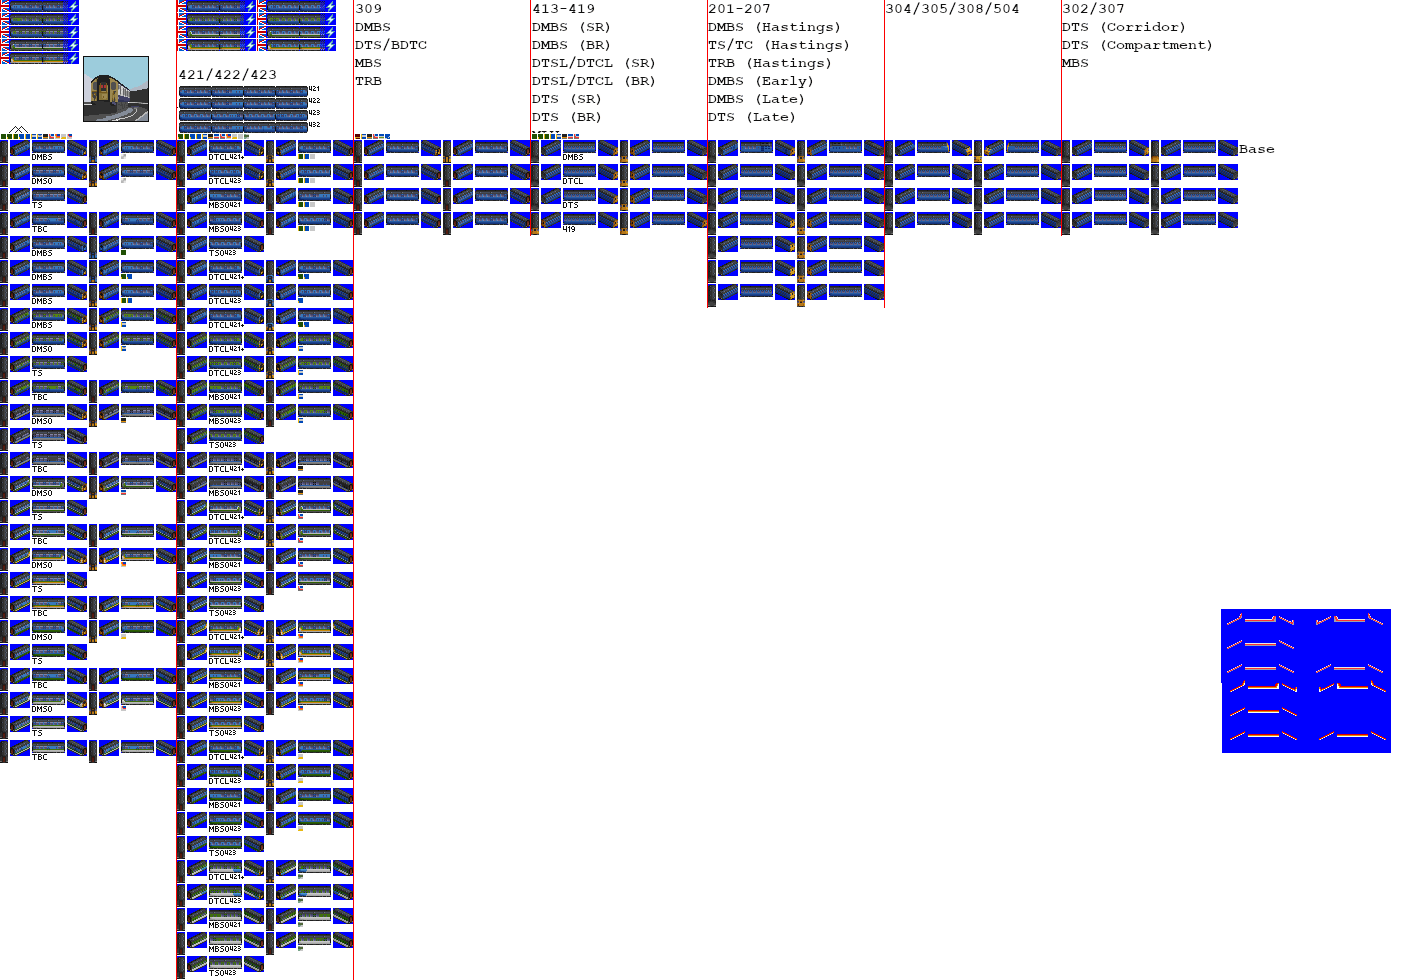 309
DMBS
DTS/BDTC
MBS
TRB
413-419
DMBS (SR)
DMBS (BR)
DTSL/DTCL (SR)
DTSL/DTCL (BR)
DTS (SR)
DTS (BR)
201-207
DMBS (Hastings)
TS/TC (Hastings)
TRB (Hastings)
DMBS (Early)
DMBS (Late)
DTS (Late)
304/305/308/504
302/307
DTS (Corridor)
DTS (Compartment)
MBS
421/422/423
421
422
423
432
Base
DMBS
DMSO
TS
TBC
DMBS
DMBS
DMBS
DMBS
DMSO
TS
TBC
DMSO
TS
TBC
DMSO
TS
TBC
DMSO
TS
TBC
DMSO
TS
TBC
DMSO
TS
TBC
DTCL421+
DTCL423
MBSO421
MBSO423
TSO423
DTCL421+
DTCL423
DTCL421+
DTCL421+
DTCL423
MBSO421
MBSO423
TSO423
DTCL421+
MBSO421
DTCL421+
DTCL423
MBSO421
MBSO423
TSO423
DTCL421+
DTCL423
MBSO421
MBSO423
TSO423
DTCL421+
DTCL423
MBSO421
MBSO423
TSO423
DTCL421+
DTCL423
MBSO421
MBSO423
TSO423
DMBS
DTCL
DTS
419